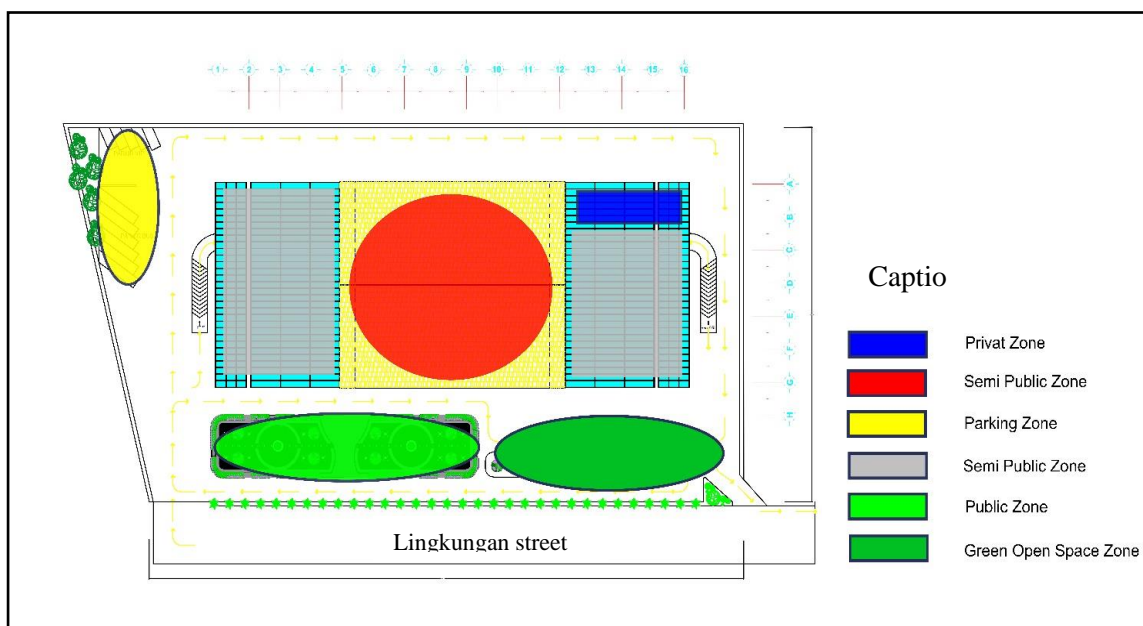 1 2 3 4 5 6 7 8 9 10 11 12 13 14 15 16
A
B
C
D
E
F
G
H
Captio
Privat Zone
Semi Public Zone
Parking Zone
Semi Public Zone
Public Zone
Green Open Space Zone
Lingkungan street